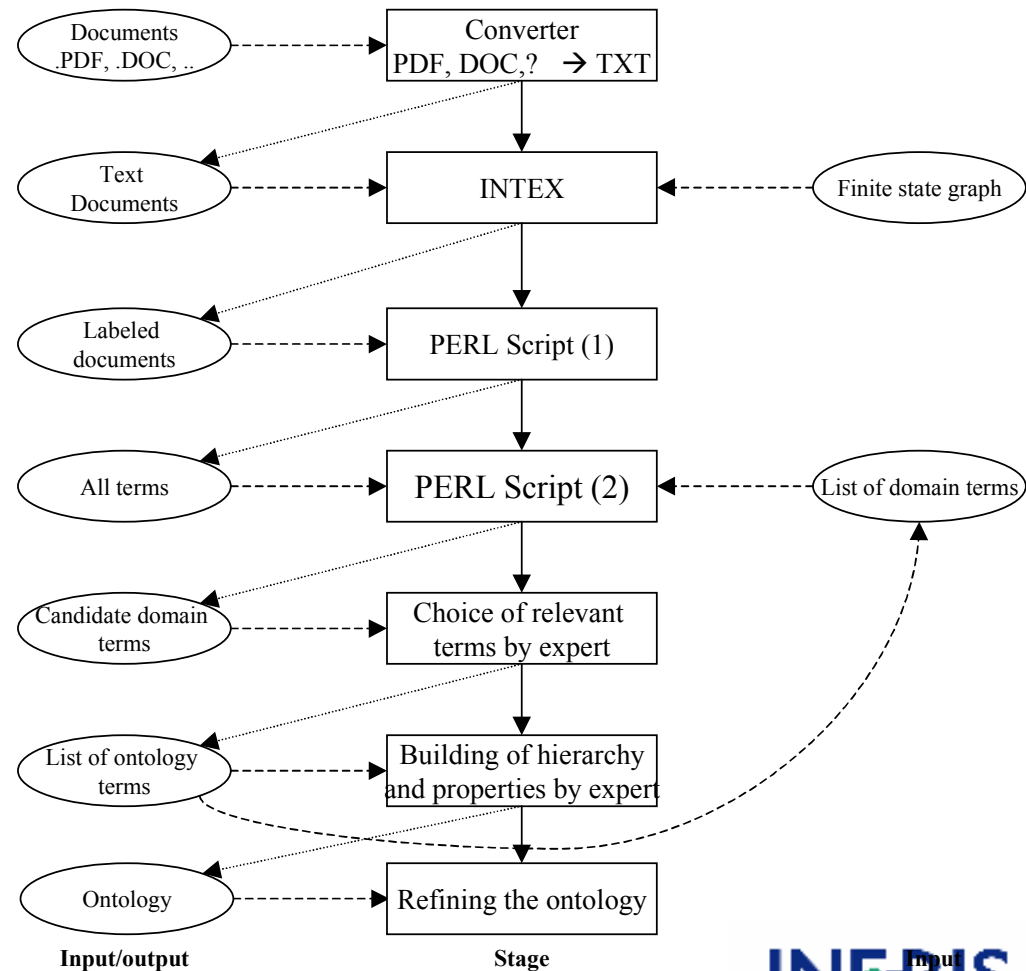 Documents
.PDF, .DOC, ..
Converter
PDF, DOC,? → TXT
Text
Documents
INTEX
Finite state graph
Labeled
documents
PERL Script (1)
All terms
PERL Script (2)
List of domain terms
Candidate domain
terms
Choice of relevant
terms by expert
List of ontology
terms
Building of hierarchy
and properties by expert
Ontology
Refining the ontology
Input/output
Stage
Input